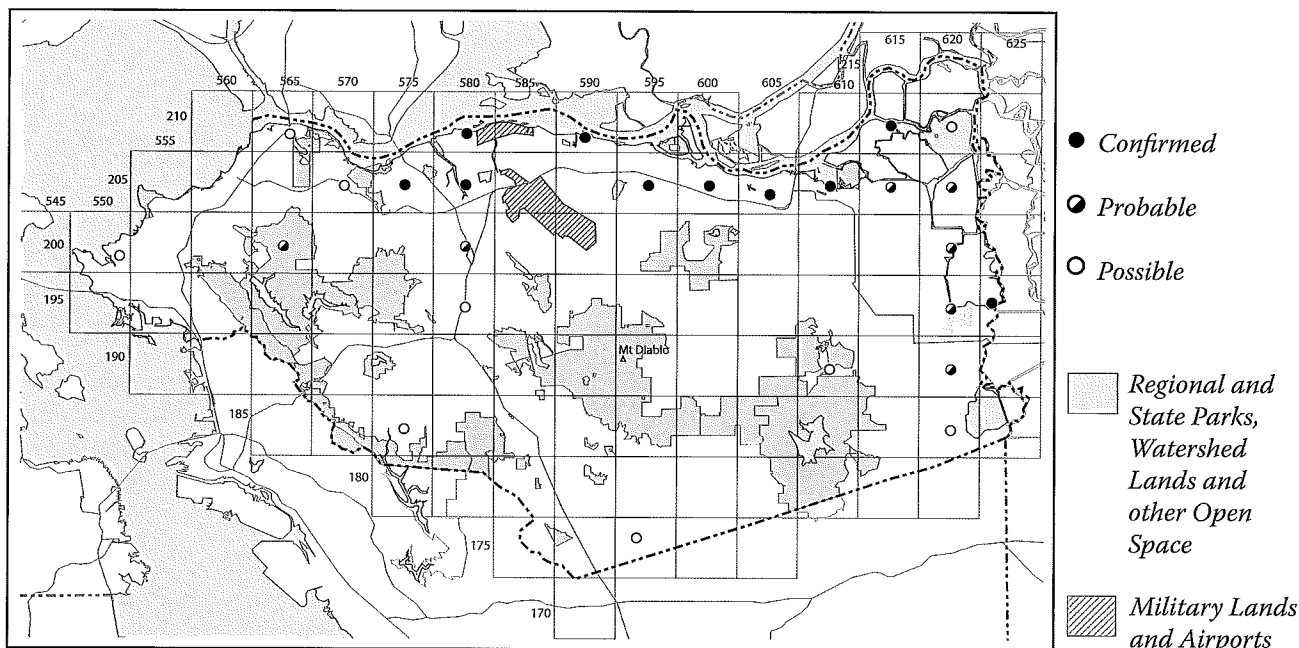 615
620
625
560
565
570
575
580
585
590
595
600
605
610
215
210
555
205
545
550
200
195
190
185
180
175
170
Mt Diablo
Confirmed
Probable
Possible
Regional and
State Parks,
Watershed
Lands and
other Open
Space
Military Lands
and Airports